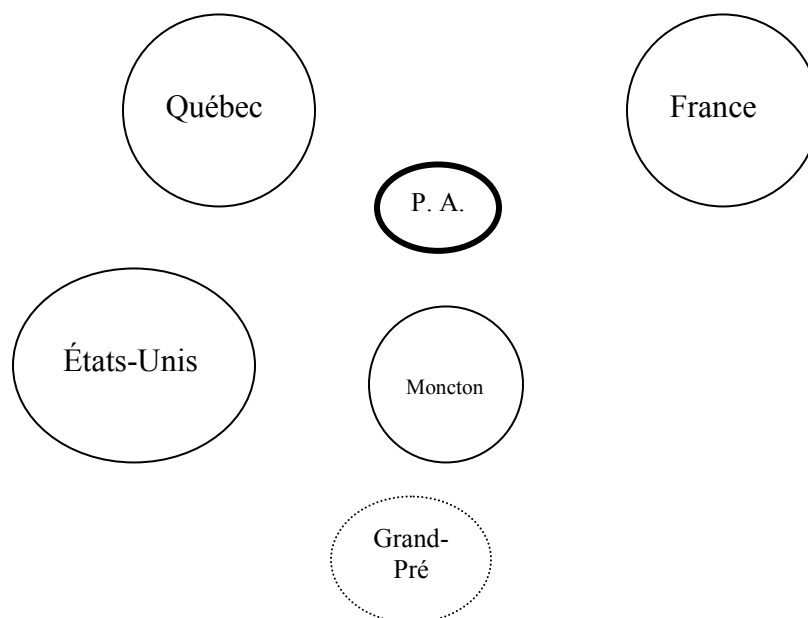 Québec
France
P. A.
États-Unis
Moncton
Grand-
Pré